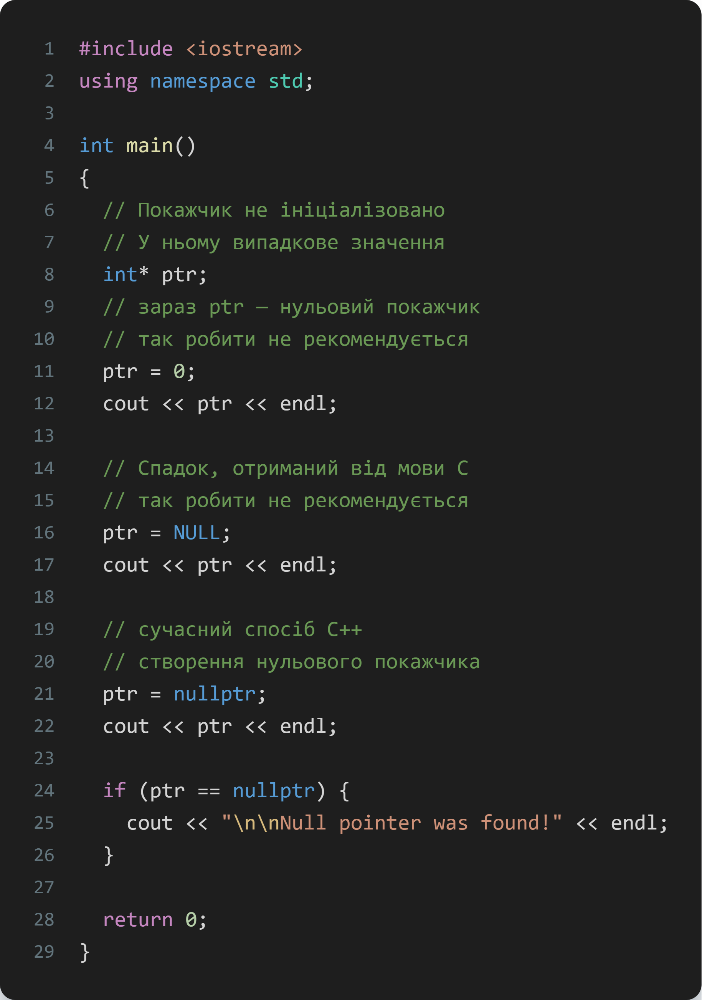 1 #include <iostream>
2 using namespace std;
3
4 int main()
5 {
6 // Покажчик не ініціалізовано
7 // У ньому випадкове значення
8 int* ptr;
9 // зараз ptr — нульовий покажчик
10 // так робити не рекомендується
11 ptr = 0;
12 cout << ptr << endl;
13
14 // Спадок, отриманий від мови C
15 // так робити не рекомендується
16 ptr = NULL;
17 cout << ptr << endl;
18
19 // сучасний спосіб C++
20 // створення нульового покажчика
21 ptr = nullptr;
22 cout << ptr << endl;
23
24 if (ptr == nullptr) {
25 cout << "\n\nNull pointer was found!" << endl;
26 }
27
28 return 0;
29 }